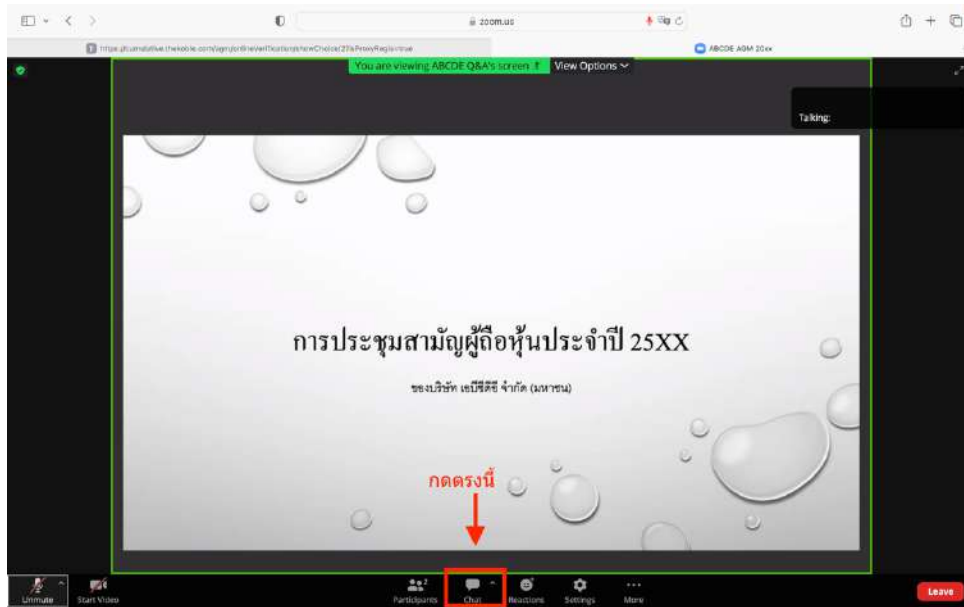 zoom.us
ABCDE AGM 20xx
You are viewing ABCDE Q&A's screen
View Options
Talking:
การประชุมสามัญผู้ถือหุ้นประจำปี 25XX
ของบริษัท เอบีซีดีอี จำกัด (มหาชน)
กดตรงนี้
2
Unmute
Start Video
Participants
Chat
Reactions
Settings
More
Leave